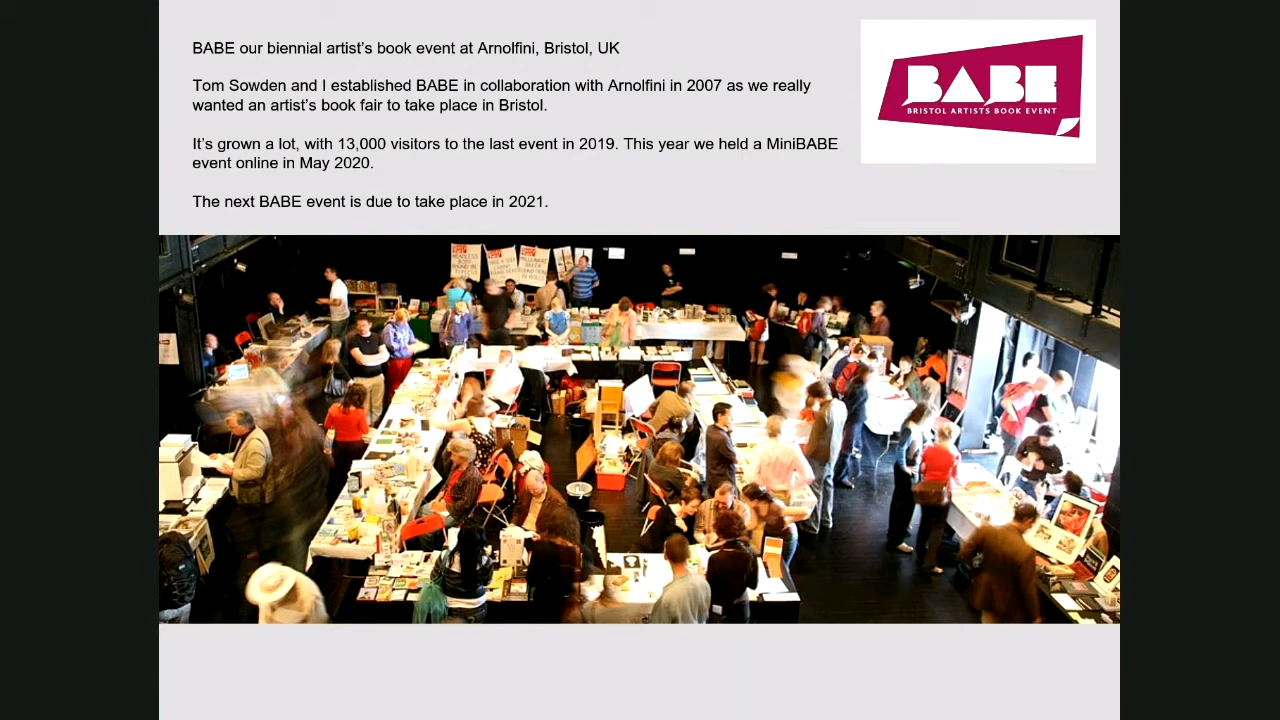 BABE our biennial artist’s book event at Arnolfini, Bristol, UK
Tom Sowden and I established BABE in collaboration with Arnolfini in 2007 as we really
wanted an artist’s book fair to take place in Bristol.
It’s grown a lot, with 13,000 visitors to the last event in 2019. This year we held a MiniBABE
event online in May 2020.
The next BABE event is due to take place in 2021.
BABE
BRISTOL ARTISTS BOOK EVENT